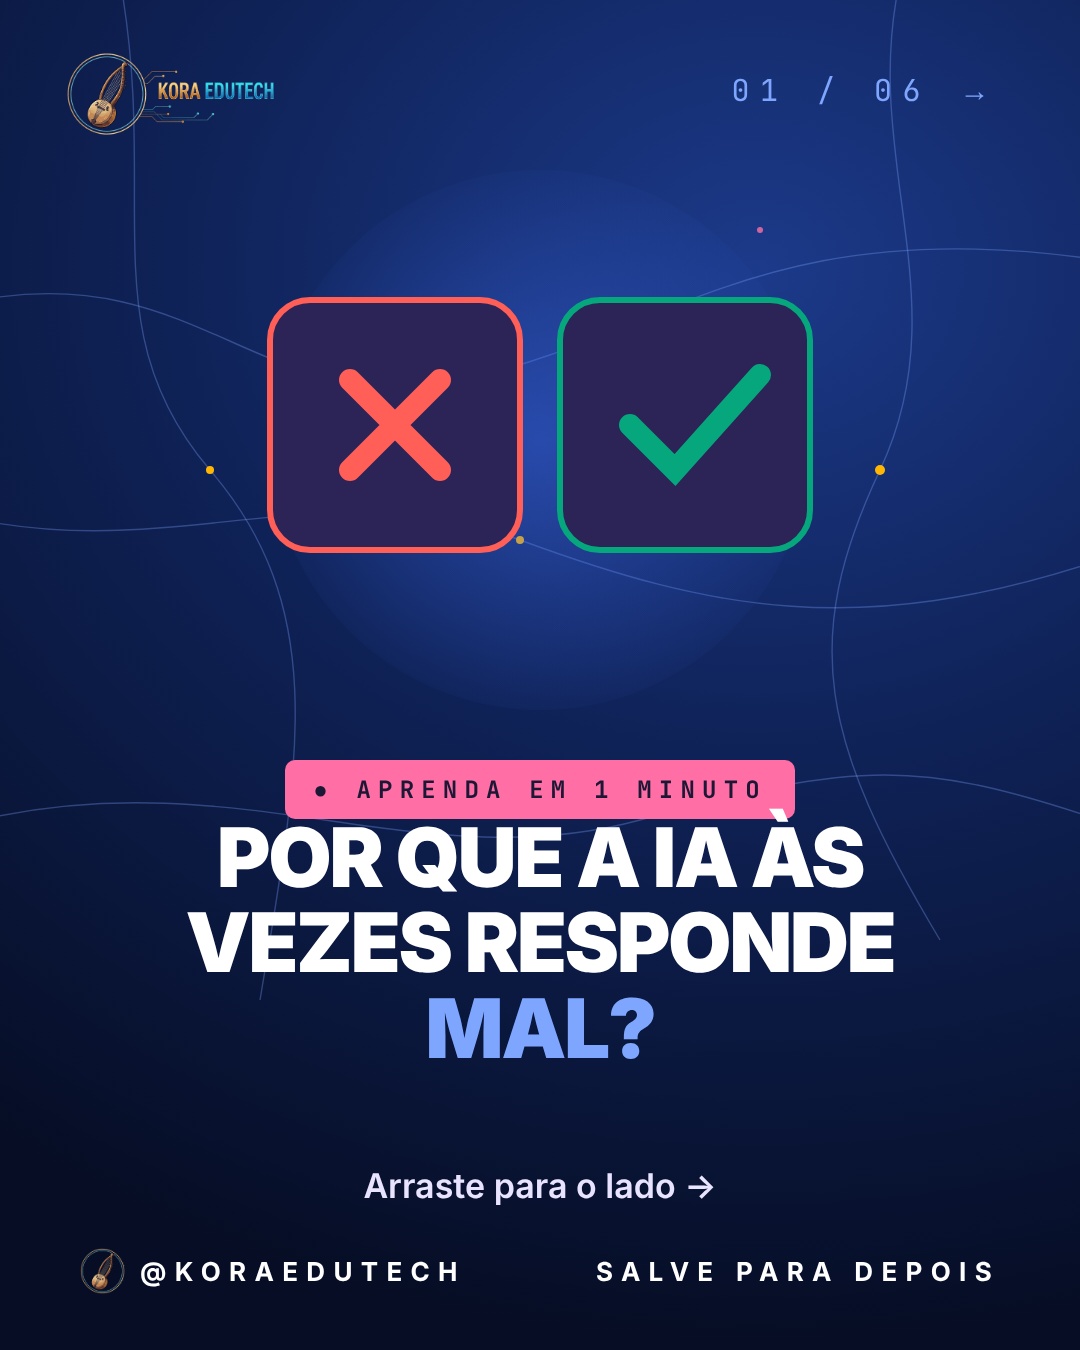 KORA EDUTECH
01 / 06 →
● APRENDA EM 1 MINUTO
POR QUE A IA ÀS
VEZES RESPONDE
MAL?
Arraste para o lado →
@KORAEDUTECH
SALVE PARA DEPOIS